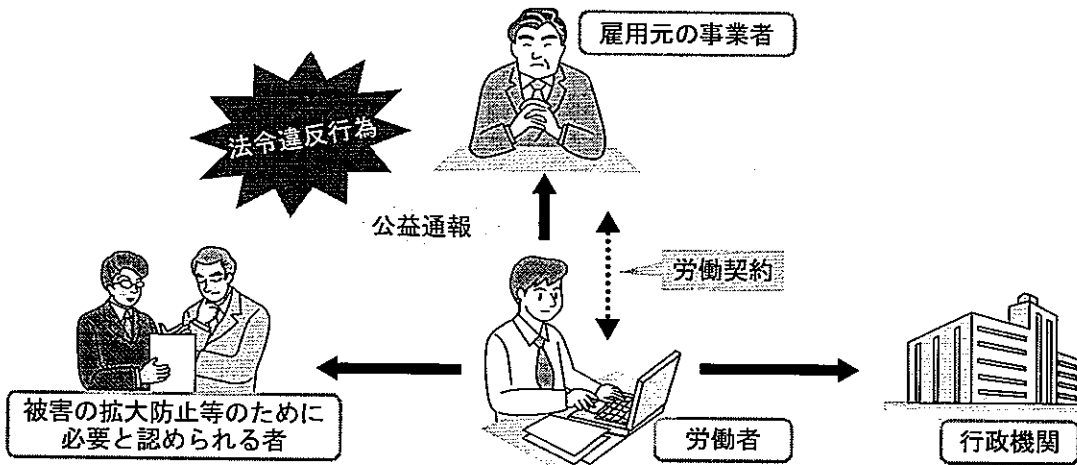 雇用元の事業者
法令違反行為
公益通報
労働契約
被害の拡大防止等のために
必要と認められる者
労働者
行政機関